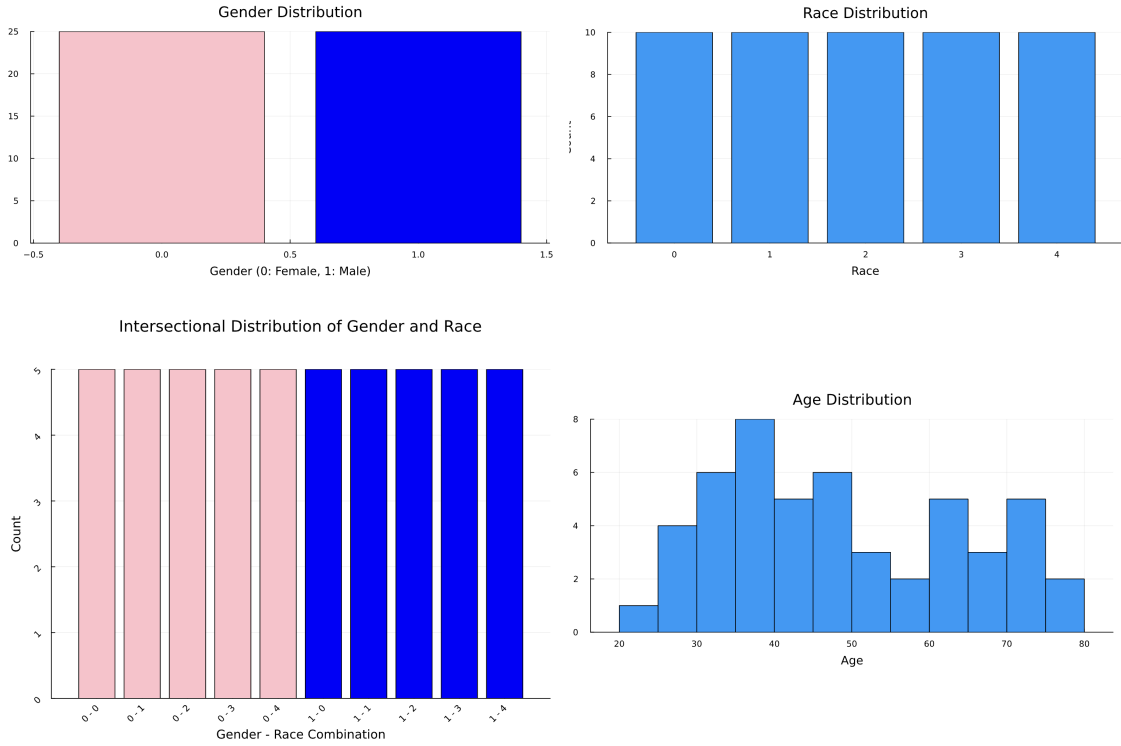 Gender Distribution
25
20
15
10
5
0
−0.5
0.0
0.5
1.0
1.5
Gender (0: Female, 1: Male)
Race Distribution
10
8
6
4
2
0
0
1
2
3
4
Race
Intersectional Distribution of Gender and Race
Count
5
4
3
2
1
0
0 - 0
0 - 1
0 - 2
0 - 3
0 - 4
1 - 0
1 - 1
1 - 2
1 - 3
1 - 4
Gender - Race Combination
Age Distribution
8
6
4
2
0
20
30
40
50
60
70
80
Age